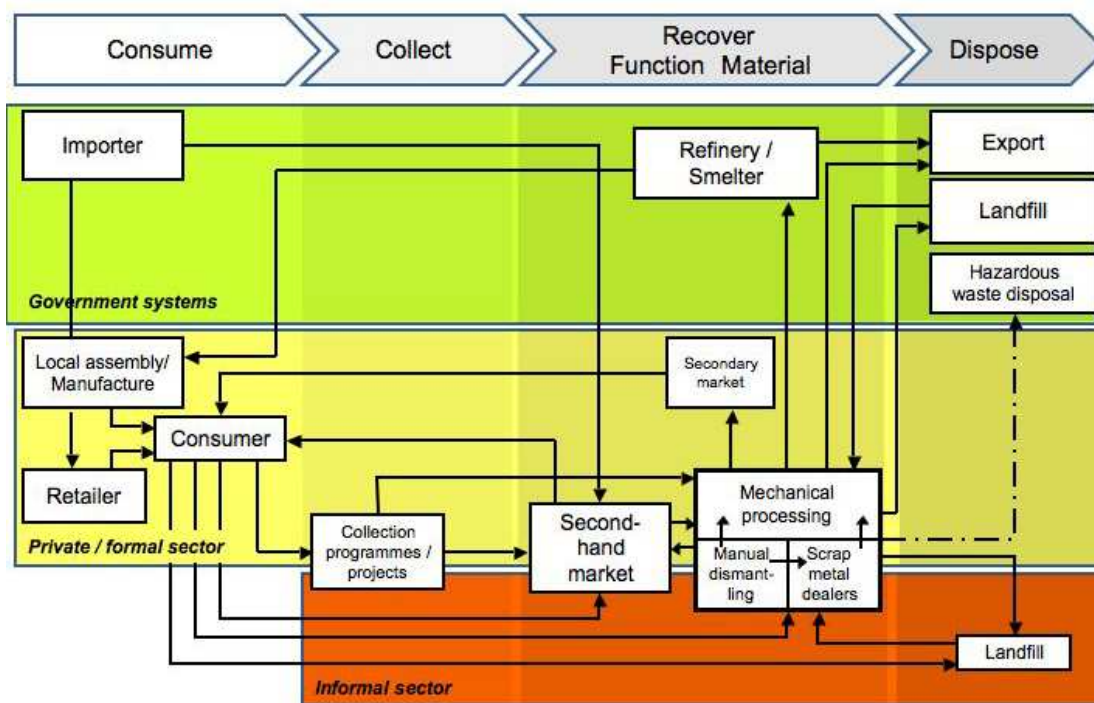 Consume
Collect
Recover
Function Material
Dispose
Importer
Refinery /
Smelter
Export
Landfill
Hazardous
waste disposal
Government systems
Local assembly/
Manufacture
Secondary
market
Consumer
Retailer
Mechanical
processing
Collection
programmes /
projects
Second-
hand
market
Manual
dismant-
ling
Scrap
metal
dealers
Private / formal sector
Landfill
Informal sector